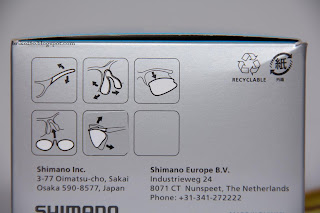 RECYCLABLE
紙
Shimano Inc.
3-77 Oimatsu-cho, Sakai
Osaka 590-8577, Japan
Shimano Europe B.V.
Industrieweg 24
8071 CT Nunspeet, The Netherlands
Phone: +31-341-272222
SHIMANO